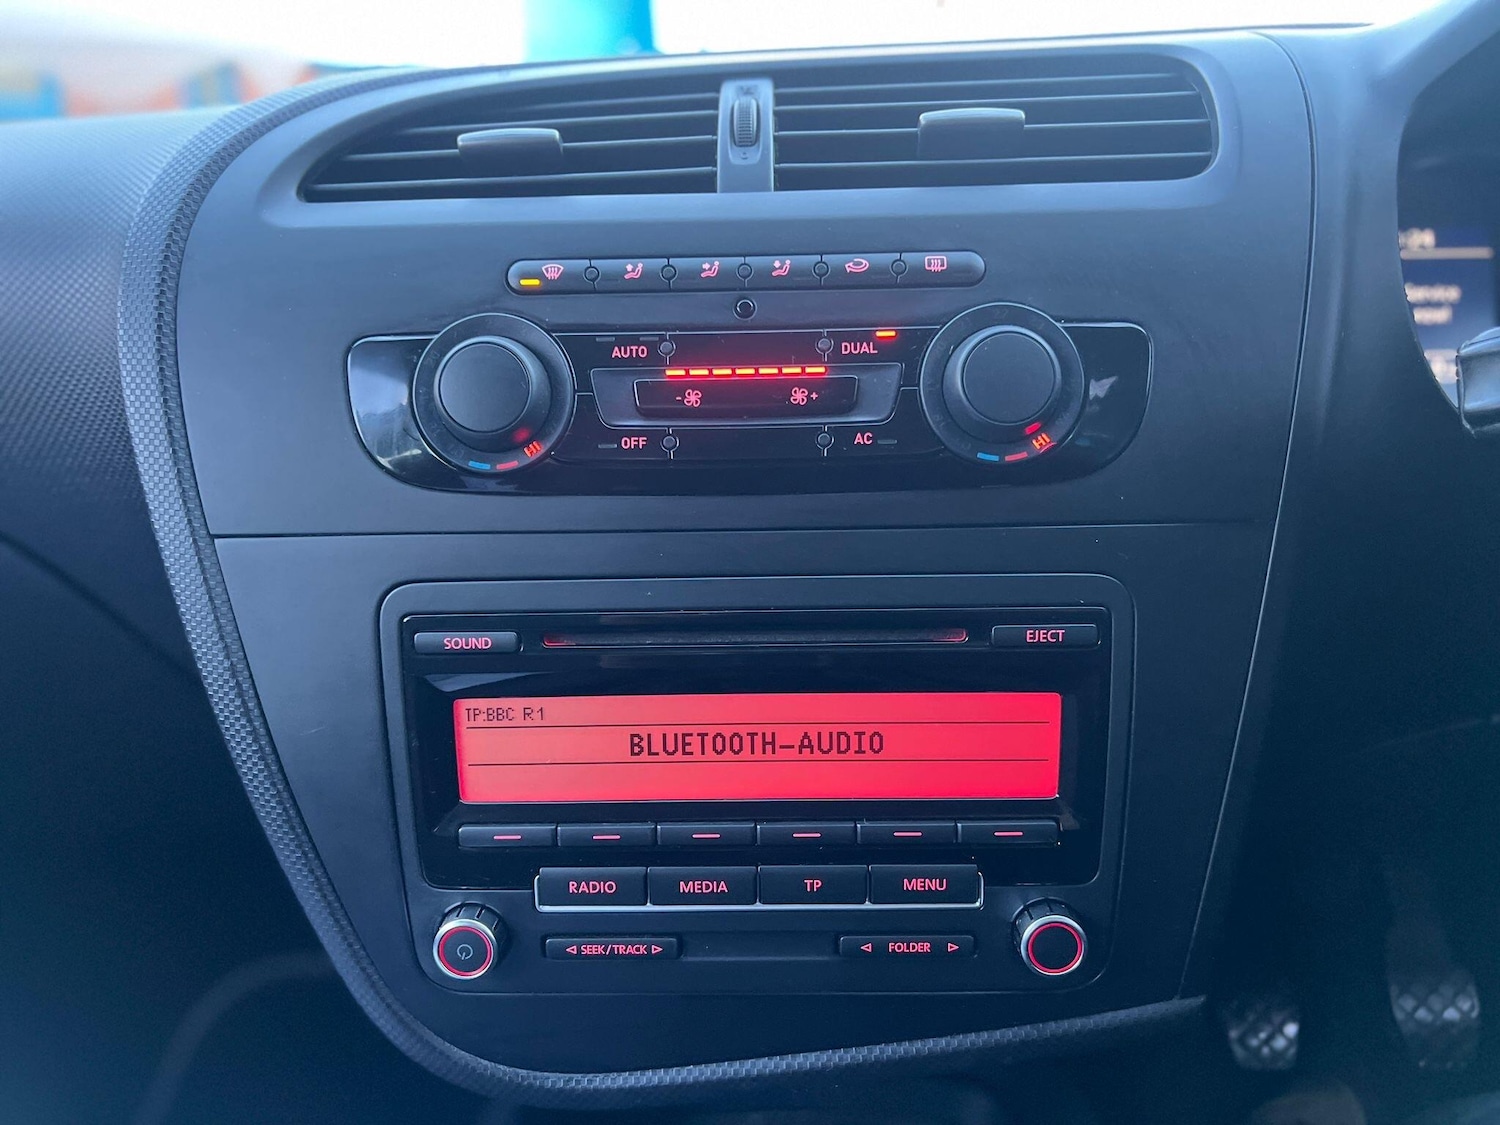 AUTO
DUAL
- +
OFF
AC
HI
HI
SOUND
EJECT
TP:BBC R1
BLUETOOTH-AUDIO
RADIO
MEDIA
TP
MENU
SEEK/TRACK
FOLDER
Service